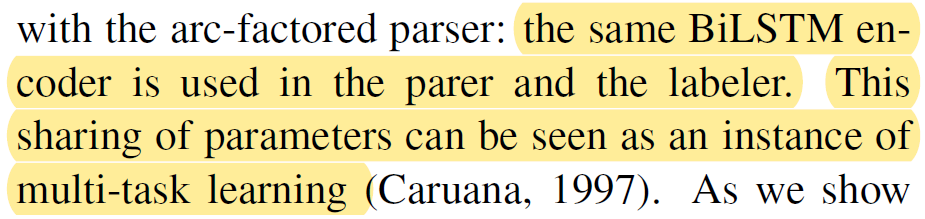 with the arc-factored parser: the same BiLSTM en-
coder is used in the parer and the labeler. This
sharing of parameters can be seen as an instance of
multi-task learning (Caruana, 1997). As we show